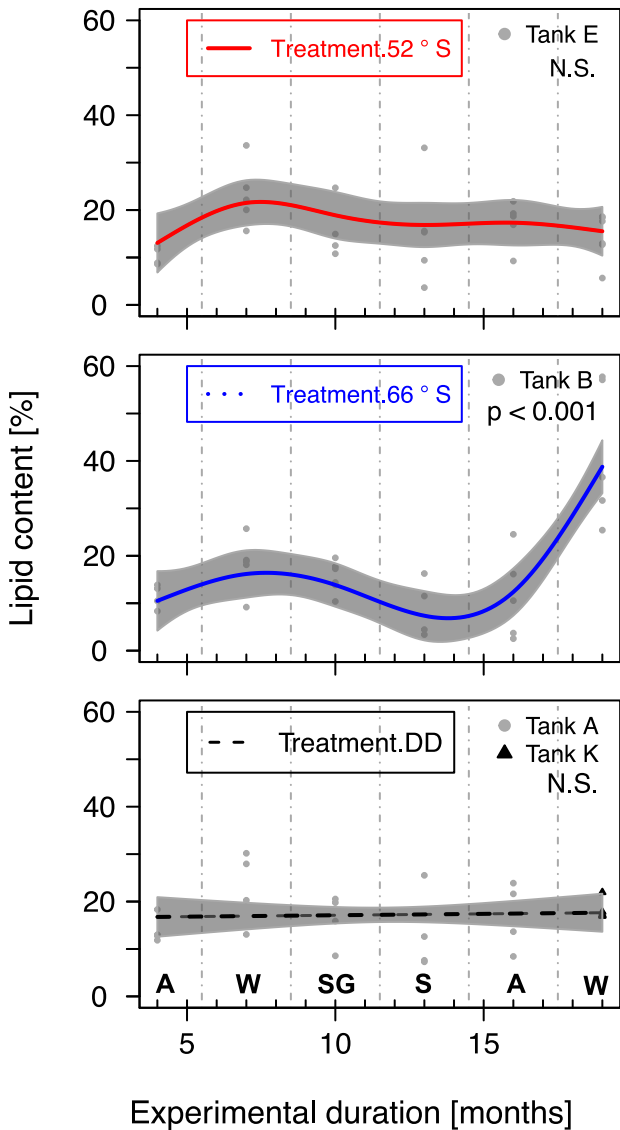 Lipid content [%]
60
40
20
0
Treatment.52 ° S
Tank E
N.S.
60
40
20
0
Treatment.66 ° S
Tank B
p < 0.001
60
40
20
0
Treatment.DD
Tank A
Tank K
N.S.
A W SG S A W
5 10 15
Experimental duration [months]